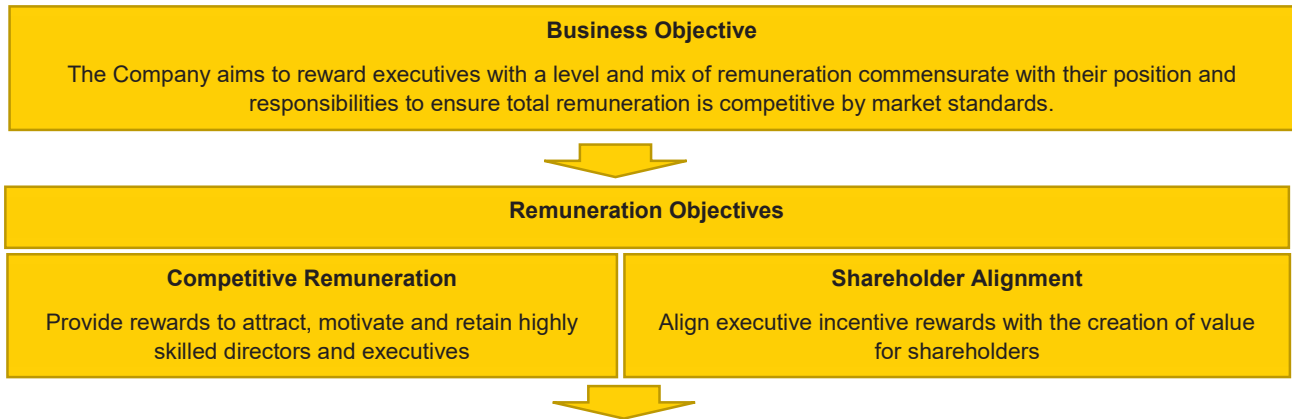 Business Objective
The Company aims to reward executives with a level and mix of remuneration commensurate with their position and
responsibilities to ensure total remuneration is competitive by market standards.
Remuneration Objectives
Competitive Remuneration
Provide rewards to attract, motivate and retain highly
skilled directors and executives
Shareholder Alignment
Align executive incentive rewards with the creation of value
for shareholders